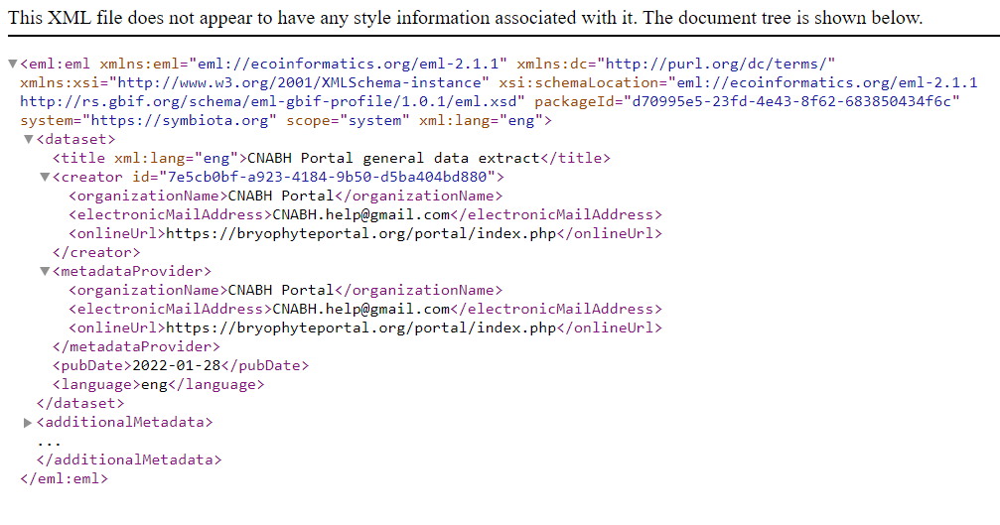 This XML file does not appear to have any style information associated with it. The document tree is shown below.
▼<eml:eml xmlns:eml="eml://ecoinformatics.org/eml-2.1.1" xmlns:dc="http://purl.org/dc/terms/"
xmlns:xsi="http://www.w3.org/2001/XMLSchema-instance" xsi:schemaLocation="eml://ecoinformatics.org/eml-2.1.1
http://rs.gbif.org/schema/eml-gbif-profile/1.0.1/eml.xsd" packageId="d70995e5-23fd-4e43-8f62-683850434f6c"
system="https://symbiota.org" scope="system" xml:lang="eng">
▼<dataset>
<title xml:lang="eng">CNABH Portal general data extract</title>
▼<creator id="7e5cb0bf-a923-4184-9b50-d5ba404bd880">
<organizationName>CNABH Portal</organizationName>
<electronicMailAddress>CNABH.help@gmail.com</electronicMailAddress>
<onlineUrl>https://bryophyteportal.org/portal/index.php</onlineUrl>
</creator>
▼<metadataProvider>
<organizationName>CNABH Portal</organizationName>
<electronicMailAddress>CNABH.help@gmail.com</electronicMailAddress>
<onlineUrl>https://bryophyteportal.org/portal/index.php</onlineUrl>
</metadataProvider>
<pubDate>2022-01-28</pubDate>
<language>eng</language>
</dataset>
▶<additionalMetadata>
...
</additionalMetadata>
</eml:eml>